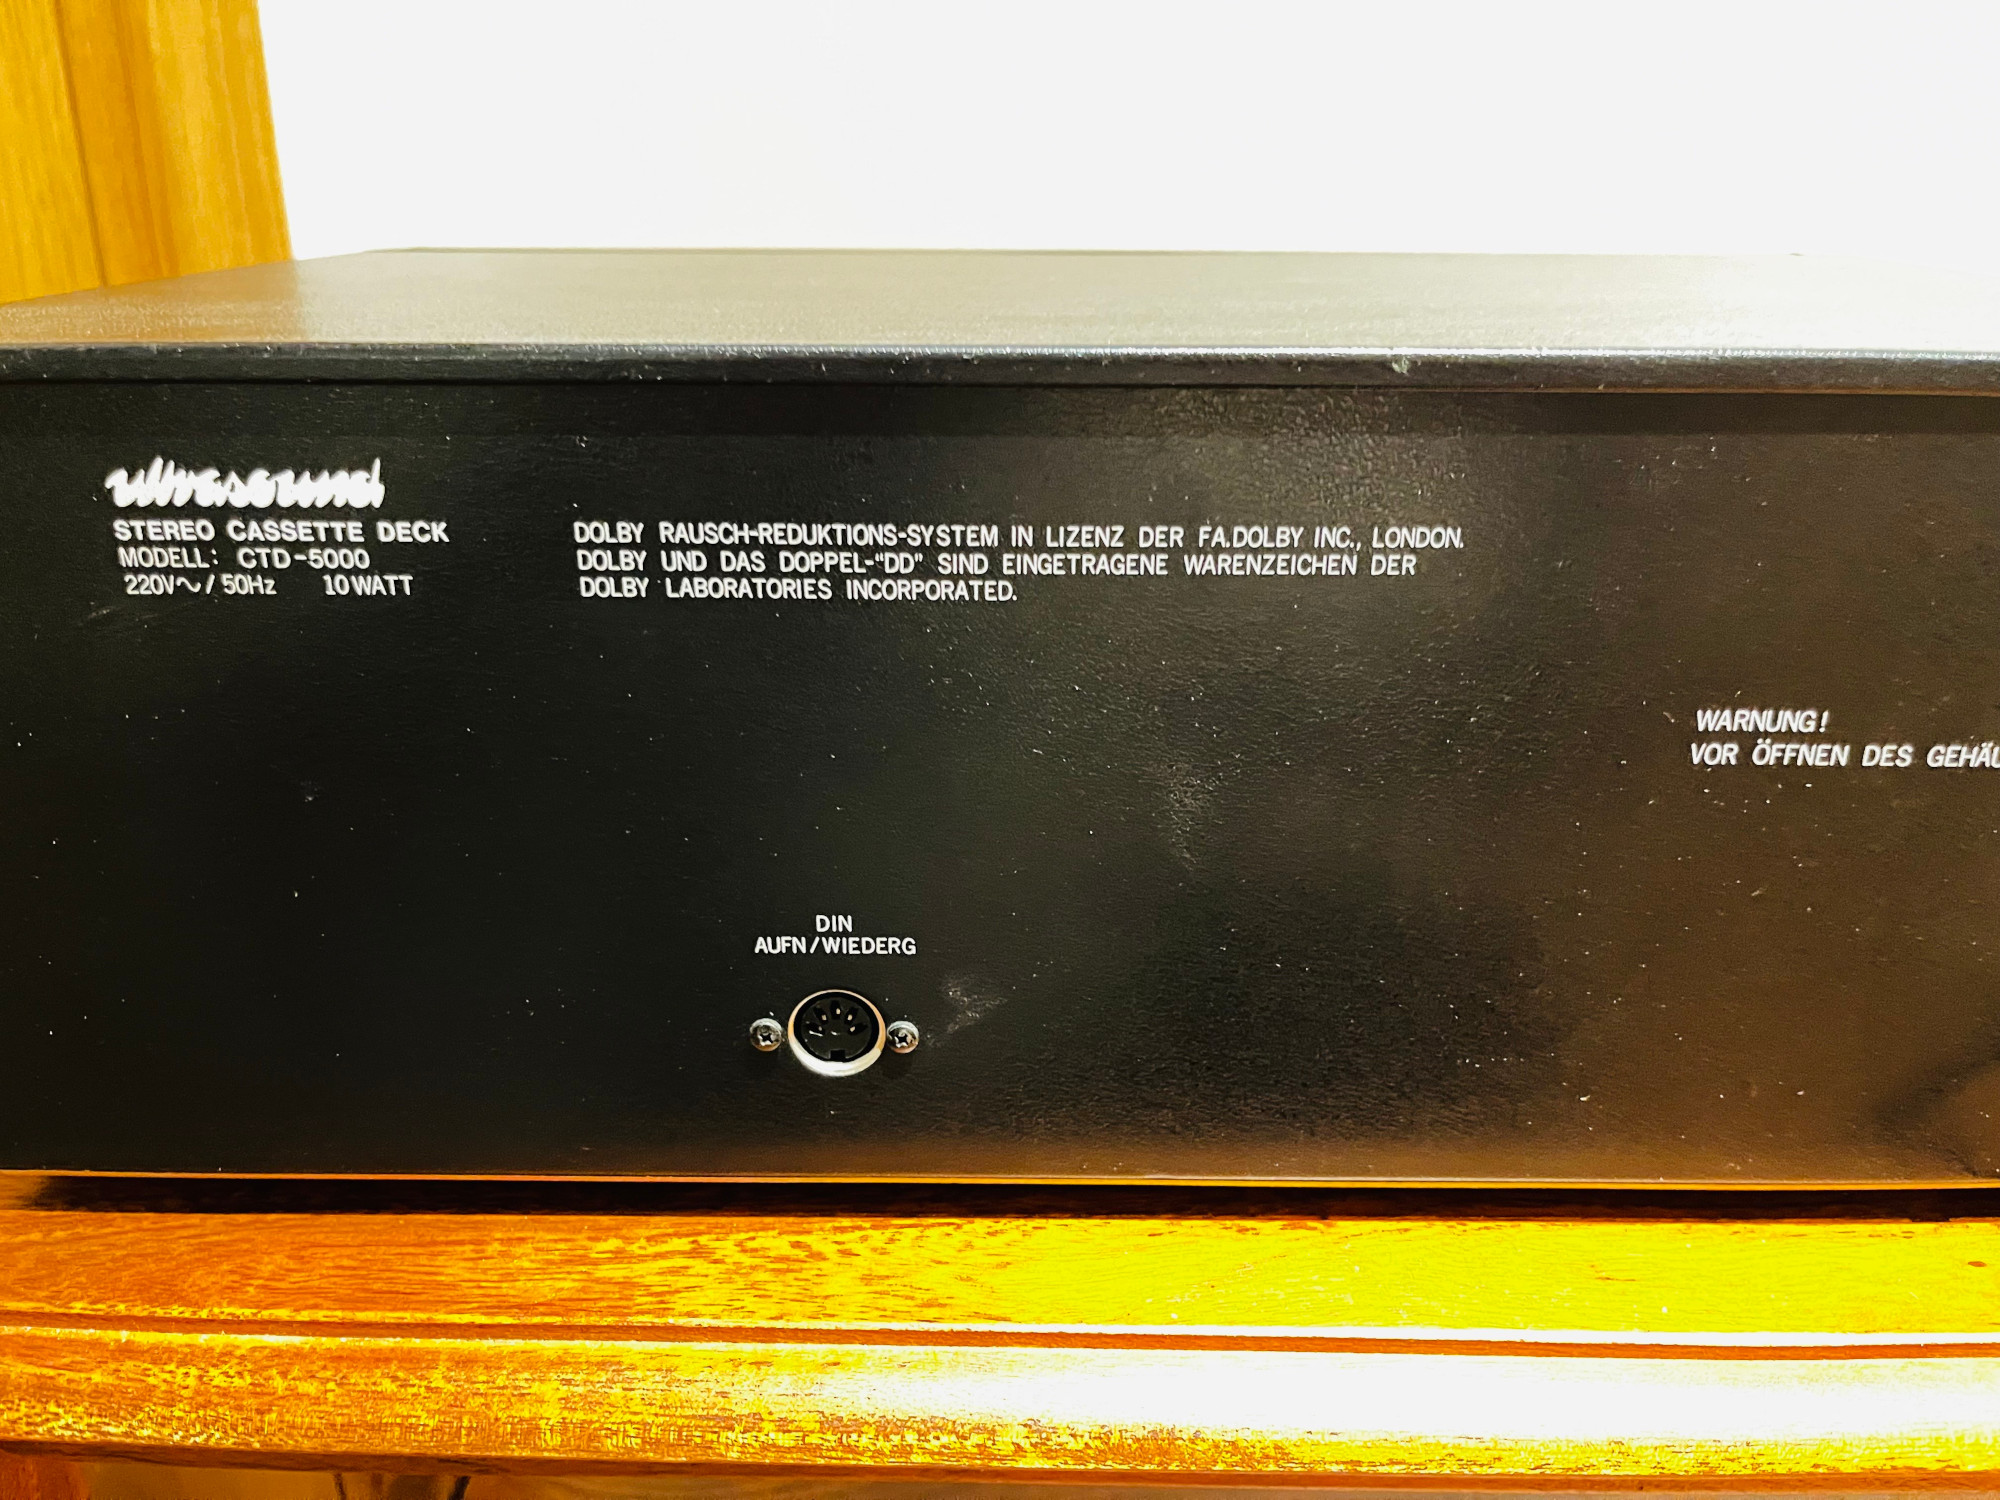 ultrasound
STEREO CASSETTE DECK
MODELL: CTD-5000
220V~/50Hz 10WATT
DOLBY RAUSCH-REDUKTIONS-SYSTEM IN LIZENZ DER FA.DOLBY INC., LONDON.
DOLBY UND DAS DOPPEL-"DD" SIND EINGETRAGENE WARENZEICHEN DER
DOLBY LABORATORIES INCORPORATED.
WARNUNG!
VOR ÖFFNEN DES GEHÄU
DIN
AUFN/WIEDERG